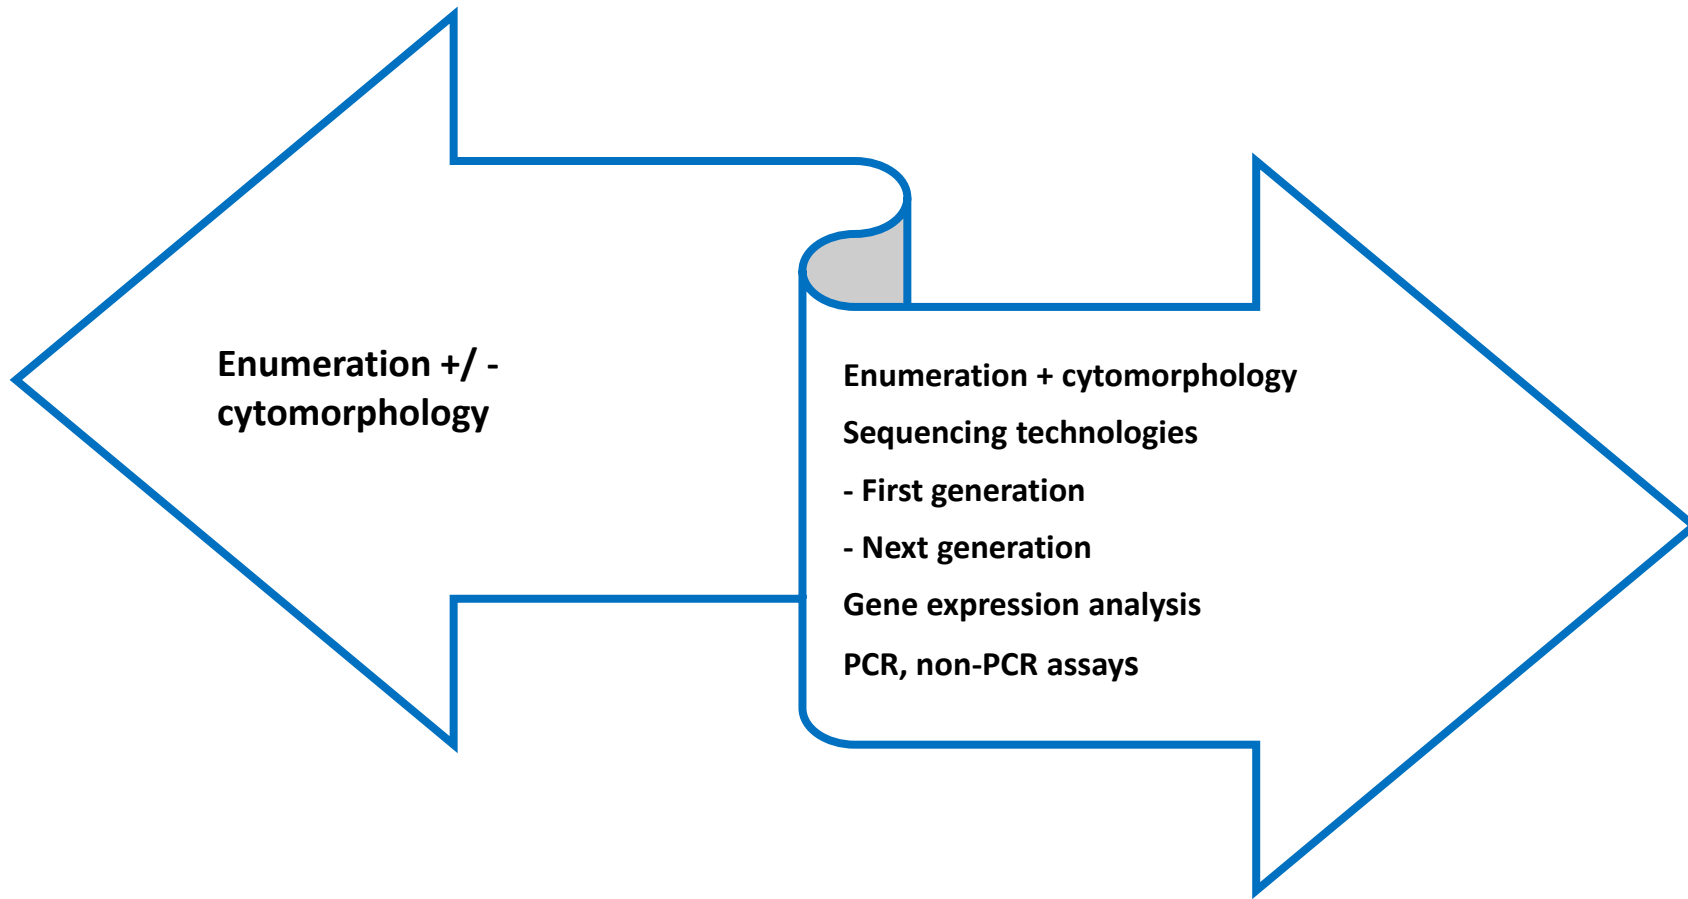 Enumeration +/ -
cytomorphology
Enumeration + cytomorphology
Sequencing technologies
- First generation
- Next generation
Gene expression analysis
PCR, non-PCR assays